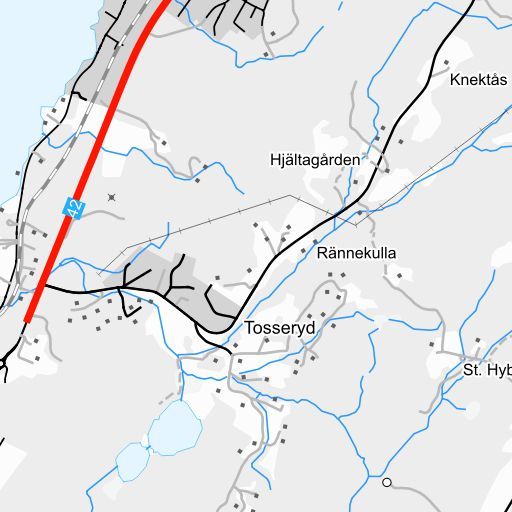 Knektås
Hjältagården
42
Rännekulla
Tosseryd
St. Hyb